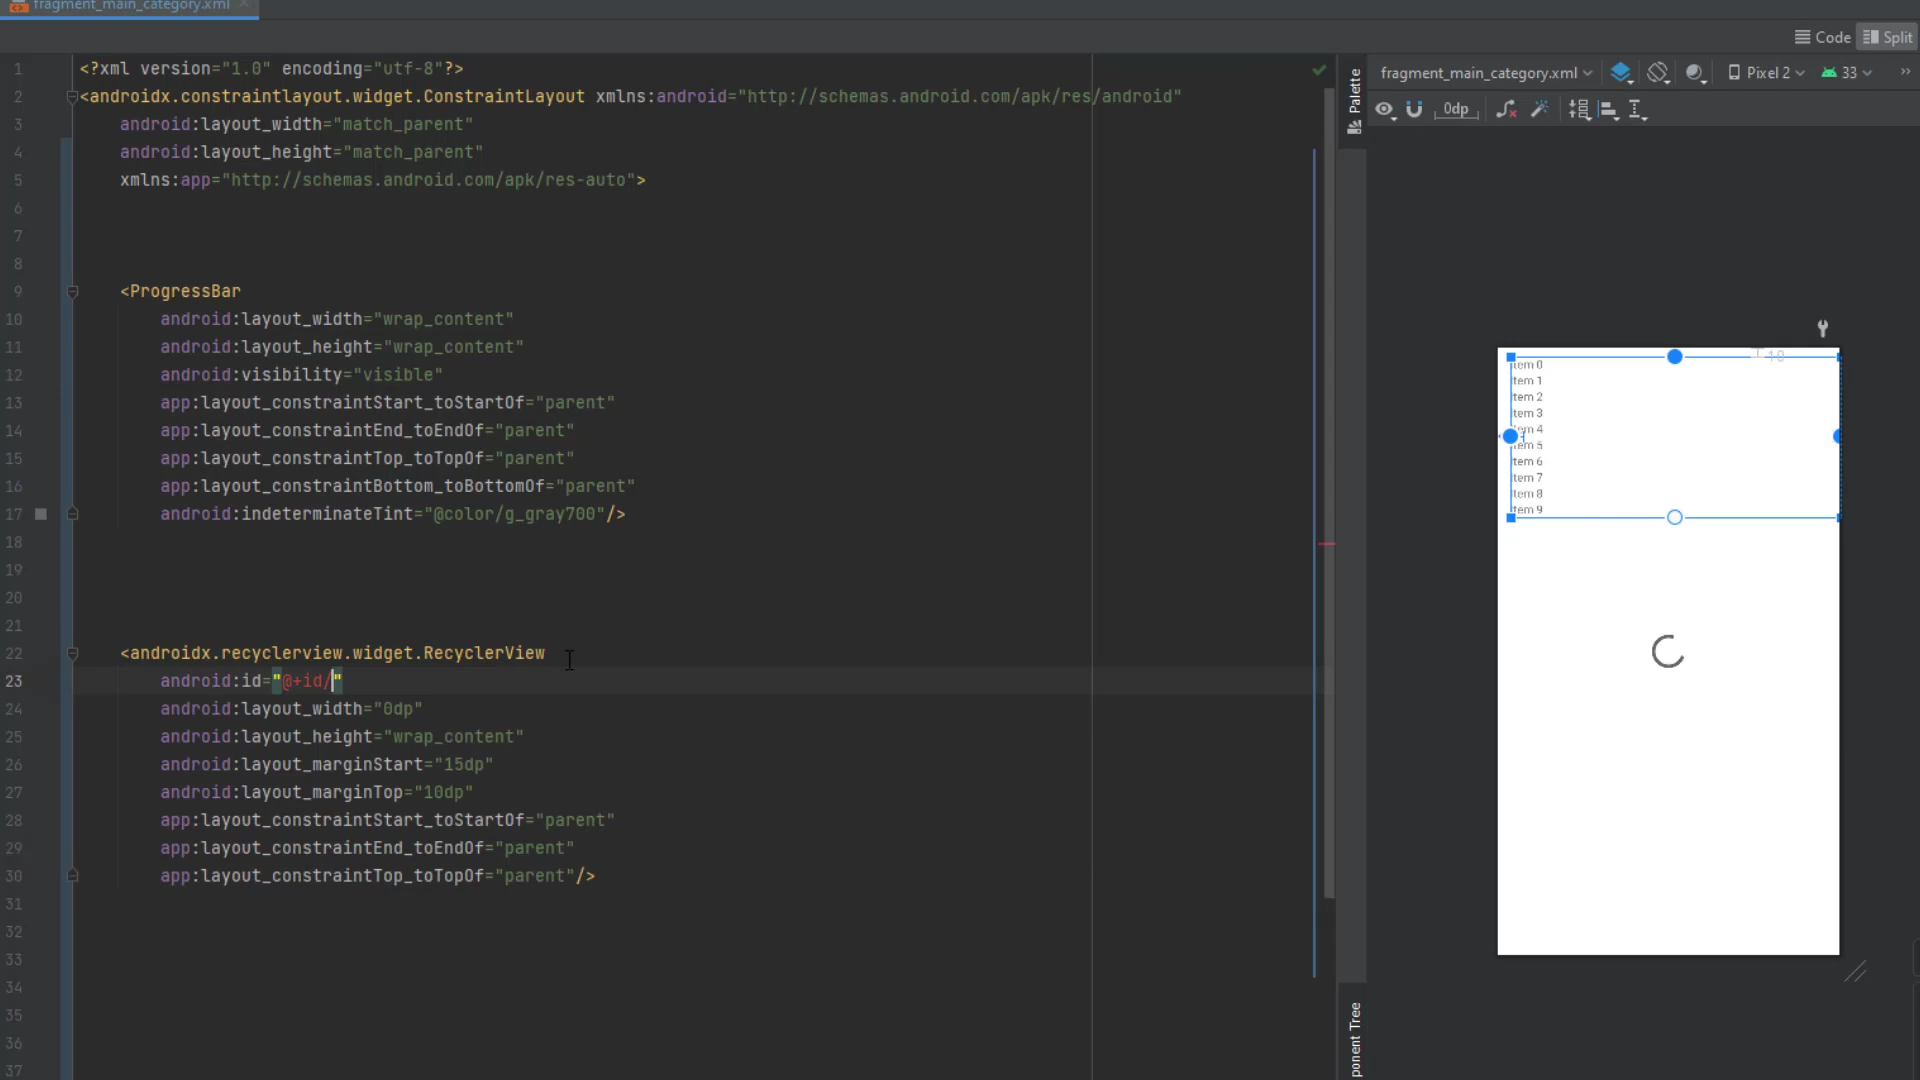 fragment_main_category.xml
Code
Split
1 <?xml version="1.0" encoding="utf-8"?>
2 <androidx.constraintlayout.widget.ConstraintLayout xmlns:android="http://schemas.android.com/apk/res/android"
3 android:layout_width="match_parent"
4 android:layout_height="match_parent"
5 xmlns:app="http://schemas.android.com/apk/res-auto">
6
7
8
9 <ProgressBar
10 android:layout_width="wrap_content"
11 android:layout_height="wrap_content"
12 android:visibility="visible"
13 app:layout_constraintStart_toStartOf="parent"
14 app:layout_constraintEnd_toEndOf="parent"
15 app:layout_constraintTop_toTopOf="parent"
16 app:layout_constraintBottom_toBottomOf="parent"
17 android:indeterminateTint="@color/g_gray700"/>
18
19
20
21
22 <androidx.recyclerview.widget.RecyclerView
23 android:id="@+id/"
24 android:layout_width="0dp"
25 android:layout_height="wrap_content"
26 android:layout_marginStart="15dp"
27 android:layout_marginTop="10dp"
28 app:layout_constraintStart_toStartOf="parent"
29 app:layout_constraintEnd_toEndOf="parent"
30 app:layout_constraintTop_toTopOf="parent"/>
31
32
33
34
35
36
37
Palette
ponent Tree
fragment_main_category.xml
Pixel 2
33
0dp
10
Item 0
Item 1
Item 2
Item 3
Item 4
Item 5
Item 6
Item 7
Item 8
Item 9